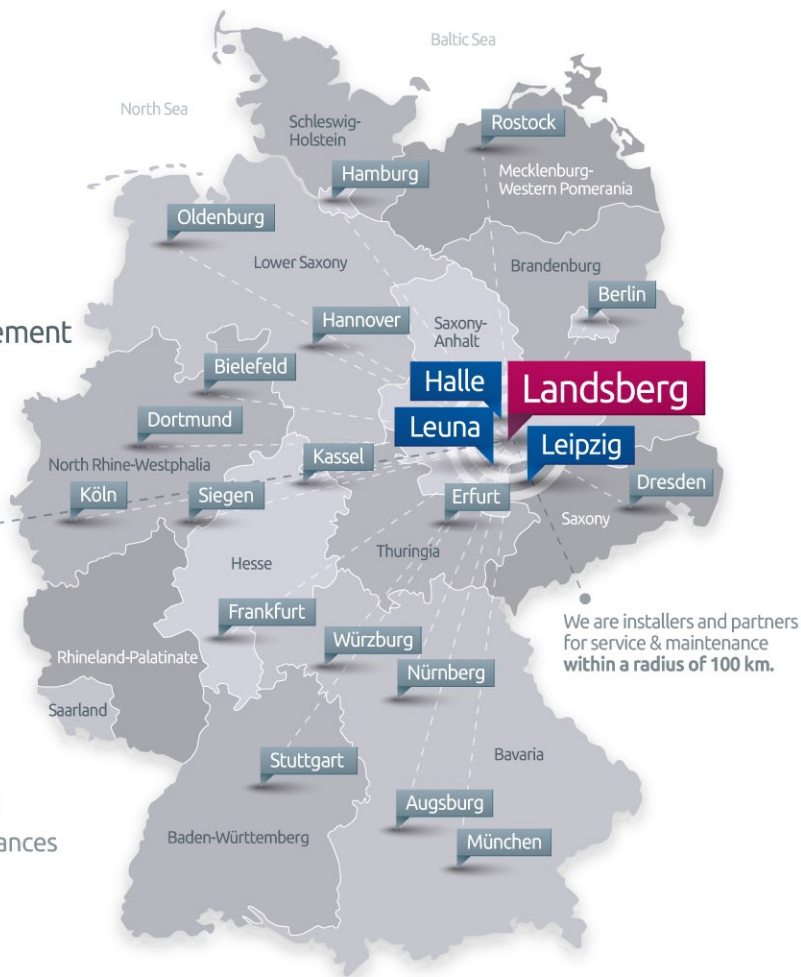 Baltic Sea
North Sea
Schleswig-
Holstein
Rostock
Mecklenburg-
Western Pomerania
Hamburg
Oldenburg
Lower Saxony
Brandenburg
Berlin
Hannover
Saxony-
Anhalt
ement
Bielefeld
Halle
Landsberg
Dortmund
Leuna
Leipzig
North Rhine-Westphalia
Kassel
Köln
Siegen
Erfurt
Dresden
Saxony
Thuringia
Hesse
Frankfurt
We are installers and partners
for service & maintenance
within a radius of 100 km.
Würzburg
Rhineland-Palatinate
Nürnberg
Saarland
Bavaria
Stuttgart
Augsburg
Baden-Württemberg
ances
München